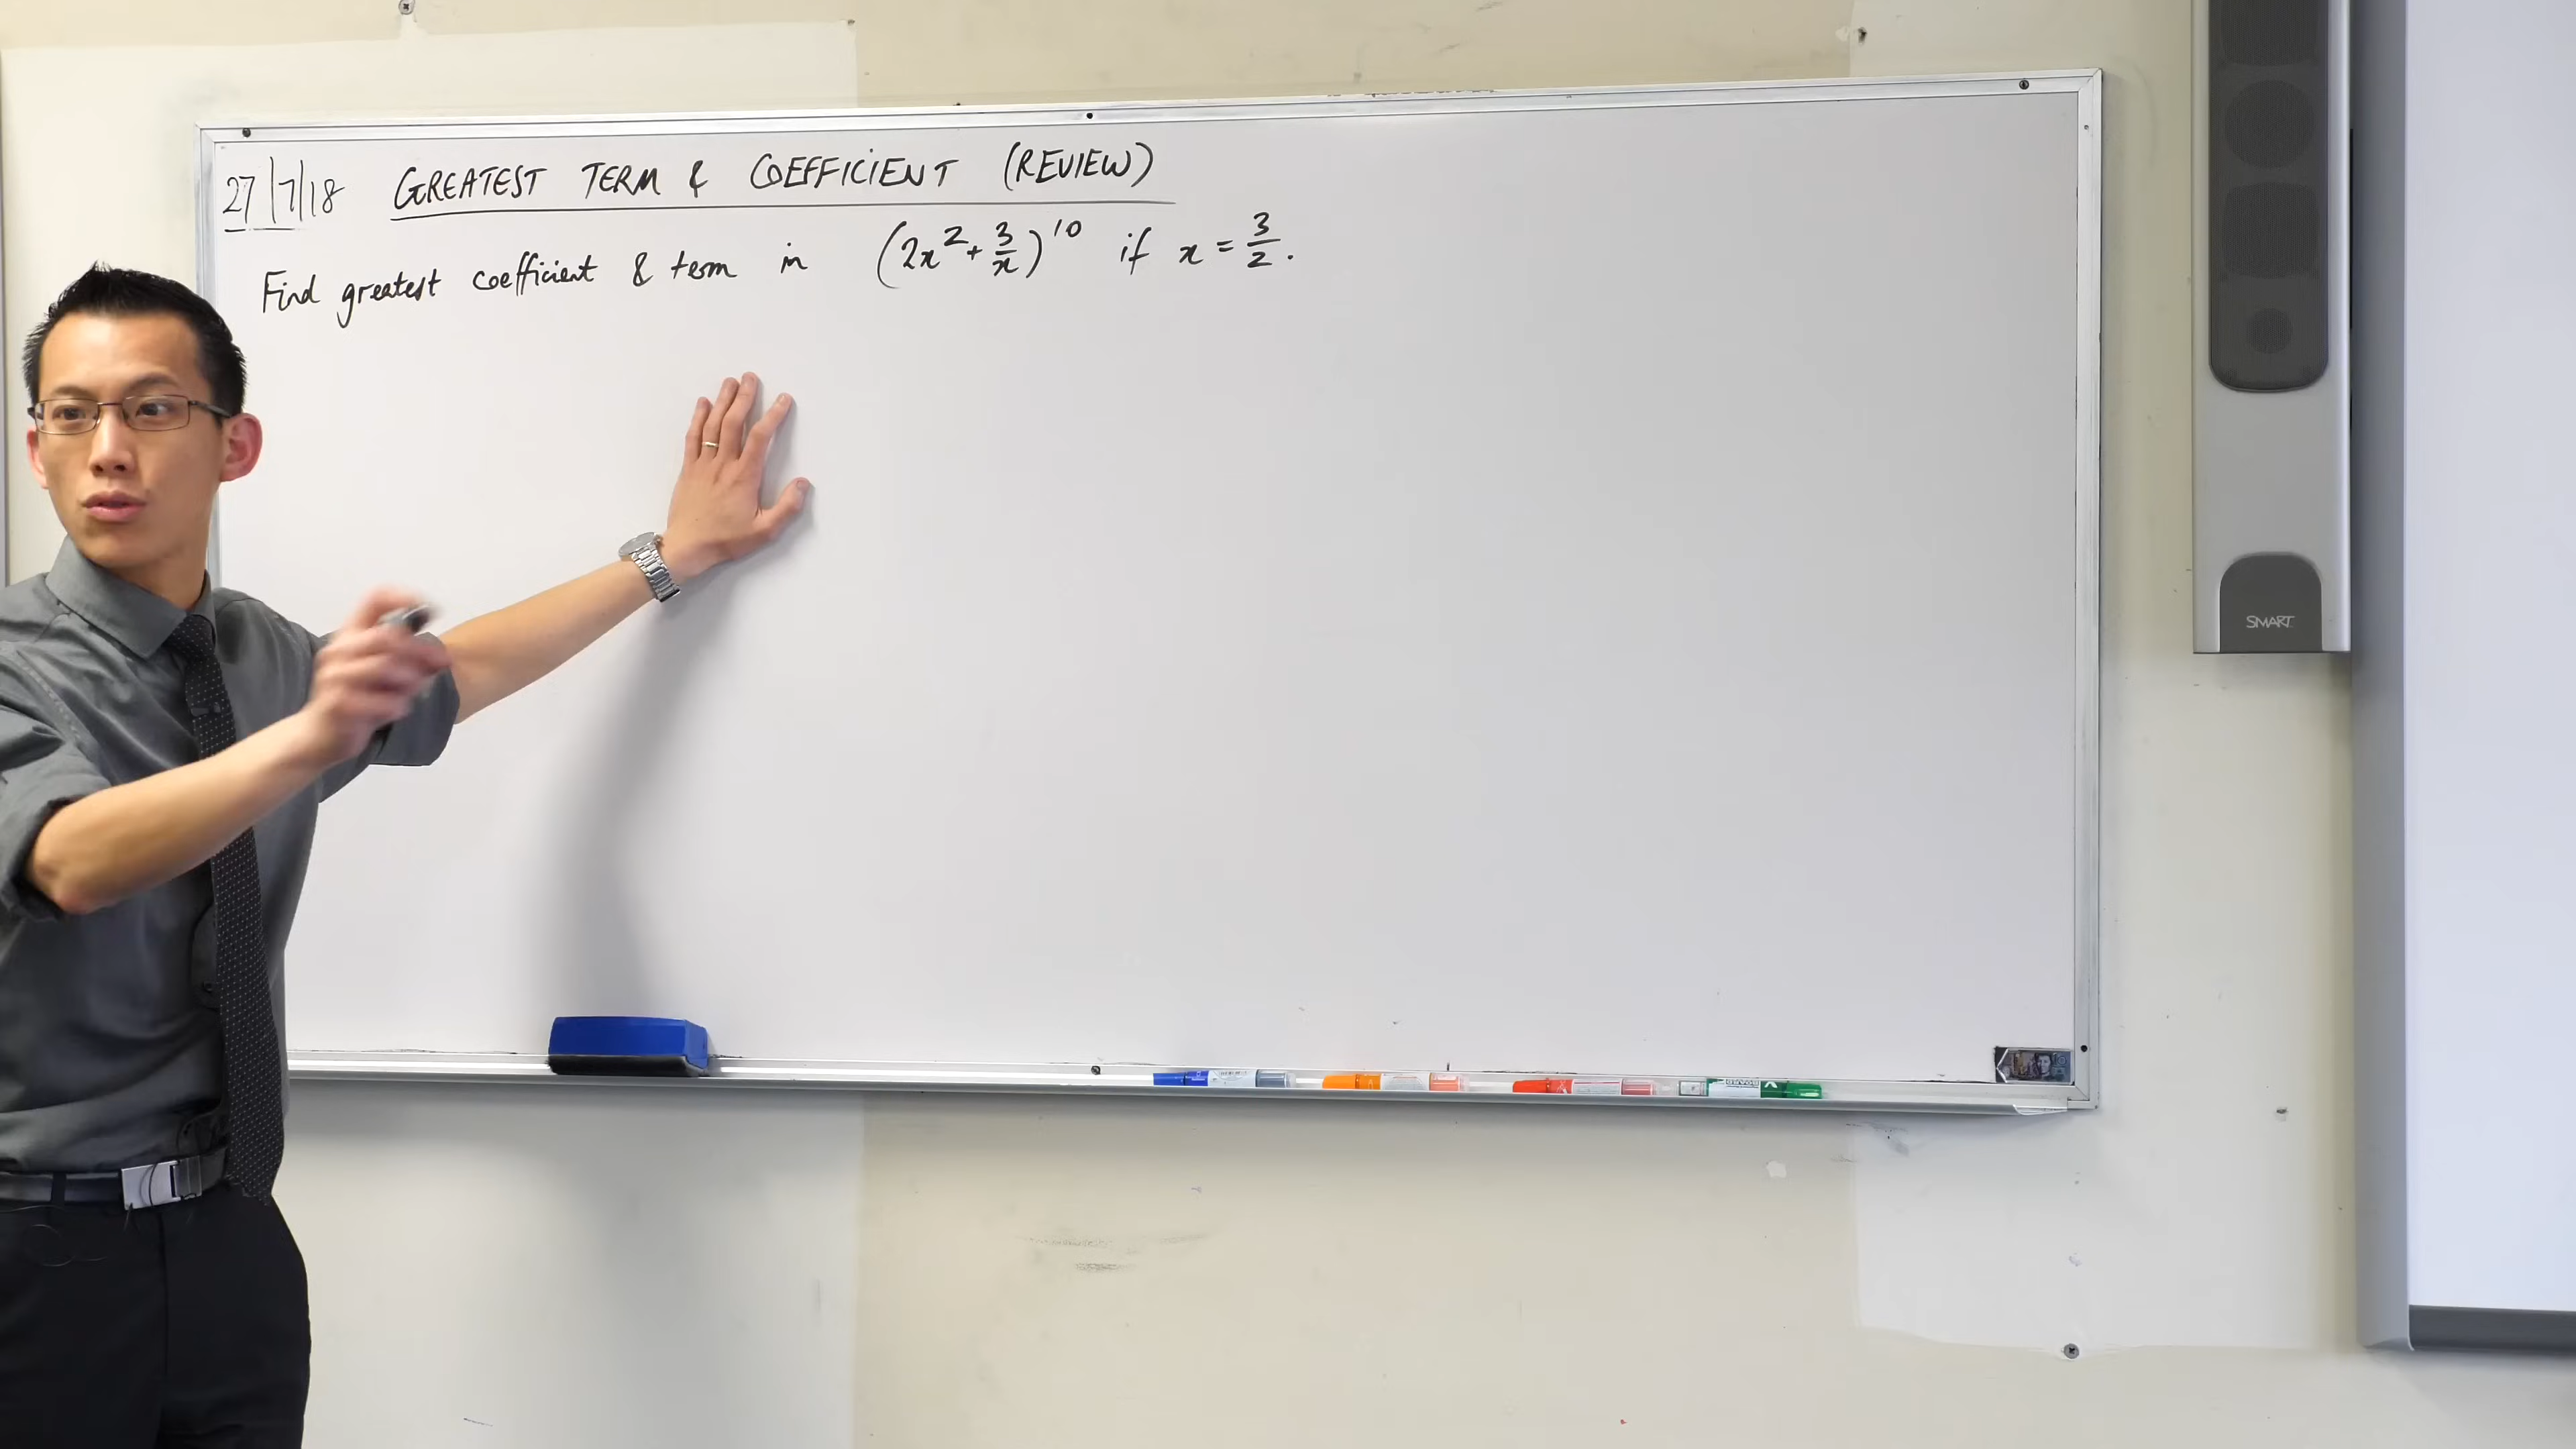 27/7/18 GREATEST TERM & COEFFICIENT (REVIEW)
Find greatest coefficient & term in (2x² + 3/x)¹⁰ if x = 3/2.
SMART